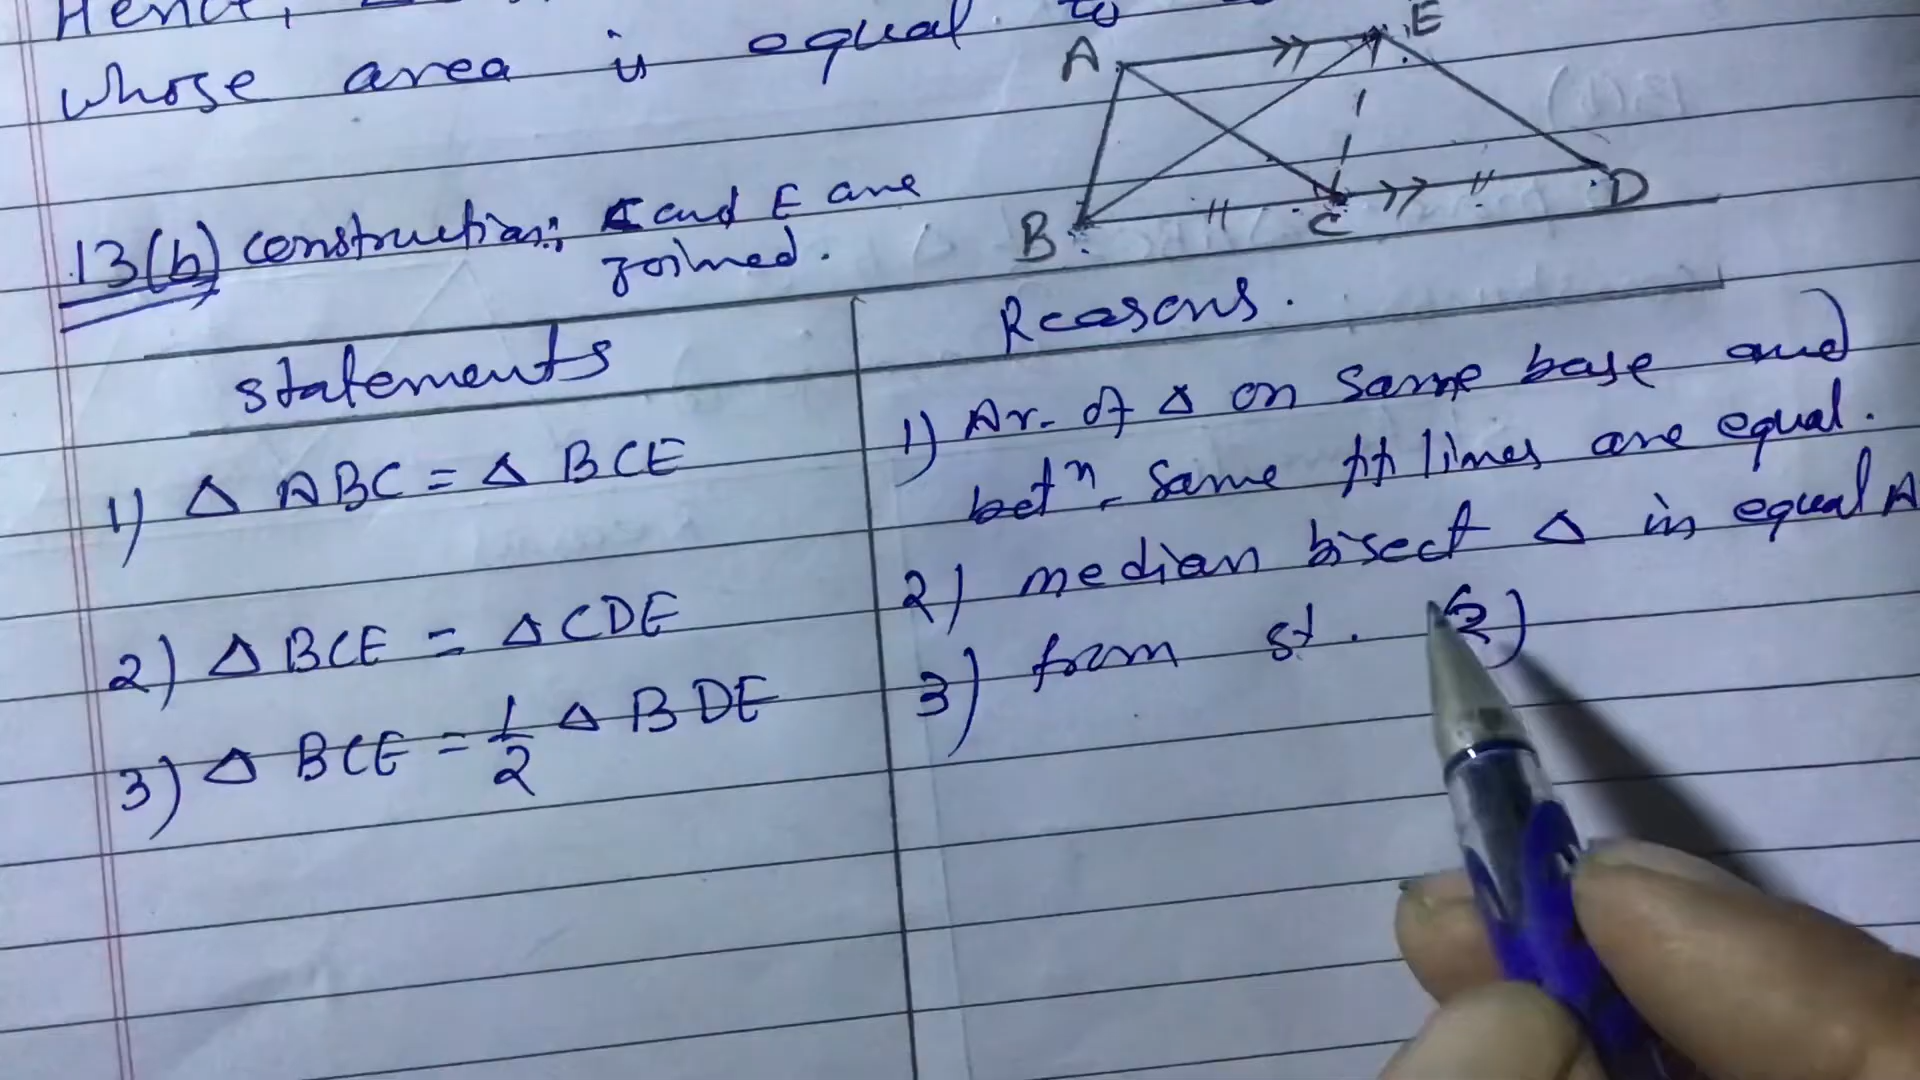 Hence,
whose area is equal to
A E
B C D
13(b) construction: C and E are
joined.
statements
Reasons.
1) Δ ABC = Δ BCE
1) Ar. of Δ on same base and
betⁿ. same // lines are equal.
2) Δ BCE = Δ CDE
2) median bisect Δ in equal A
3) Δ BCE = 1/2 Δ BDE
3) from st. (2)